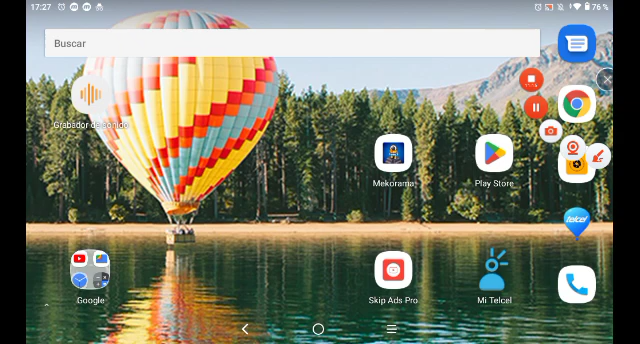 17:27
76 %
Buscar
Grabador de sonido
Mekorama
Play Store
telcel
Google
Skip Ads Pro
Mi Telcel